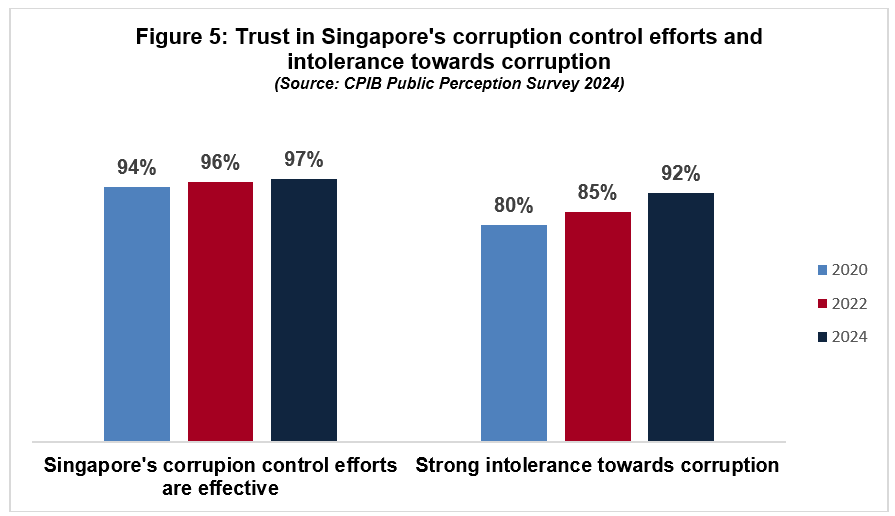 Figure 5: Trust in Singapore's corruption control efforts and
intolerance towards corruption
(Source: CPIB Public Perception Survey 2024)
94%
96%
97%
80%
85%
92%
2020
2022
2024
Singapore's corrupion control efforts
are effective
Strong intolerance towards corruption